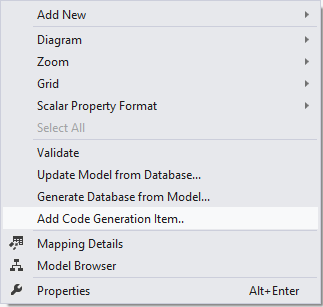 Add New
Diagram
Zoom
Grid
Scalar Property Format
Select All
Validate
Update Model from Database...
Generate Database from Model...
Add Code Generation Item..
Mapping Details
Model Browser
Properties Alt+Enter